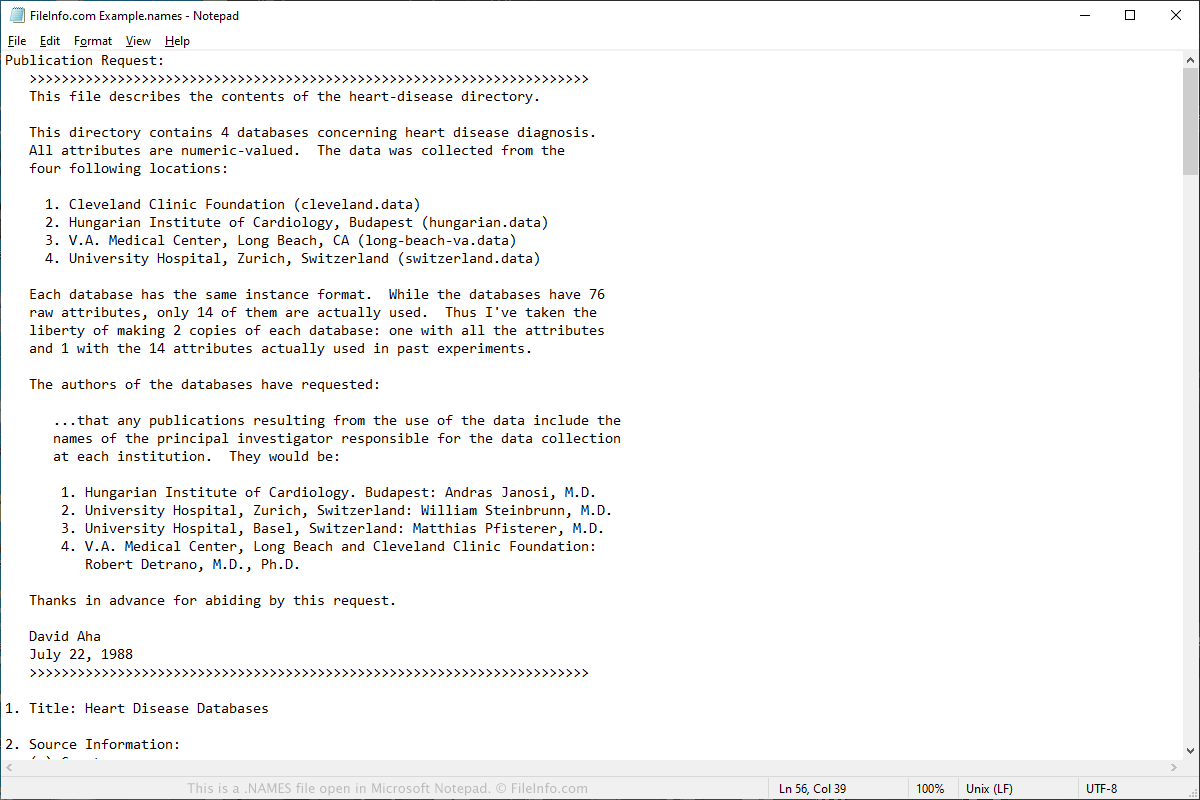 FileInfo.com Example.names - Notepad
File Edit Format View Help
Publication Request:
>>>>>>>>>>>>>>>>>>>>>>>>>>>>>>>>>>>>>>>>>>>>>>>>>>>>>>>>>>>>>>>>>>>>>>
This file describes the contents of the heart-disease directory.
This directory contains 4 databases concerning heart disease diagnosis.
All attributes are numeric-valued.  The data was collected from the
four following locations:
1. Cleveland Clinic Foundation (cleveland.data)
2. Hungarian Institute of Cardiology, Budapest (hungarian.data)
3. V.A. Medical Center, Long Beach, CA (long-beach-va.data)
4. University Hospital, Zurich, Switzerland (switzerland.data)
Each database has the same instance format.  While the databases have 76
raw attributes, only 14 of them are actually used.  Thus I've taken the
liberty of making 2 copies of each database: one with all the attributes
and 1 with the 14 attributes actually used in past experiments.
The authors of the databases have requested:
...that any publications resulting from the use of the data include the
names of the principal investigator responsible for the data collection
at each institution.  They would be:
1. Hungarian Institute of Cardiology. Budapest: Andras Janosi, M.D.
2. University Hospital, Zurich, Switzerland: William Steinbrunn, M.D.
3. University Hospital, Basel, Switzerland: Matthias Pfisterer, M.D.
4. V.A. Medical Center, Long Beach and Cleveland Clinic Foundation:
Robert Detrano, M.D., Ph.D.
Thanks in advance for abiding by this request.
David Aha
July 22, 1988
>>>>>>>>>>>>>>>>>>>>>>>>>>>>>>>>>>>>>>>>>>>>>>>>>>>>>>>>>>>>>>>>>>>>>>
1. Title: Heart Disease Databases
2. Source Information:
This is a .NAMES file open in Microsoft Notepad. © FileInfo.com
Ln 56, Col 39 100% Unix (LF) UTF-8